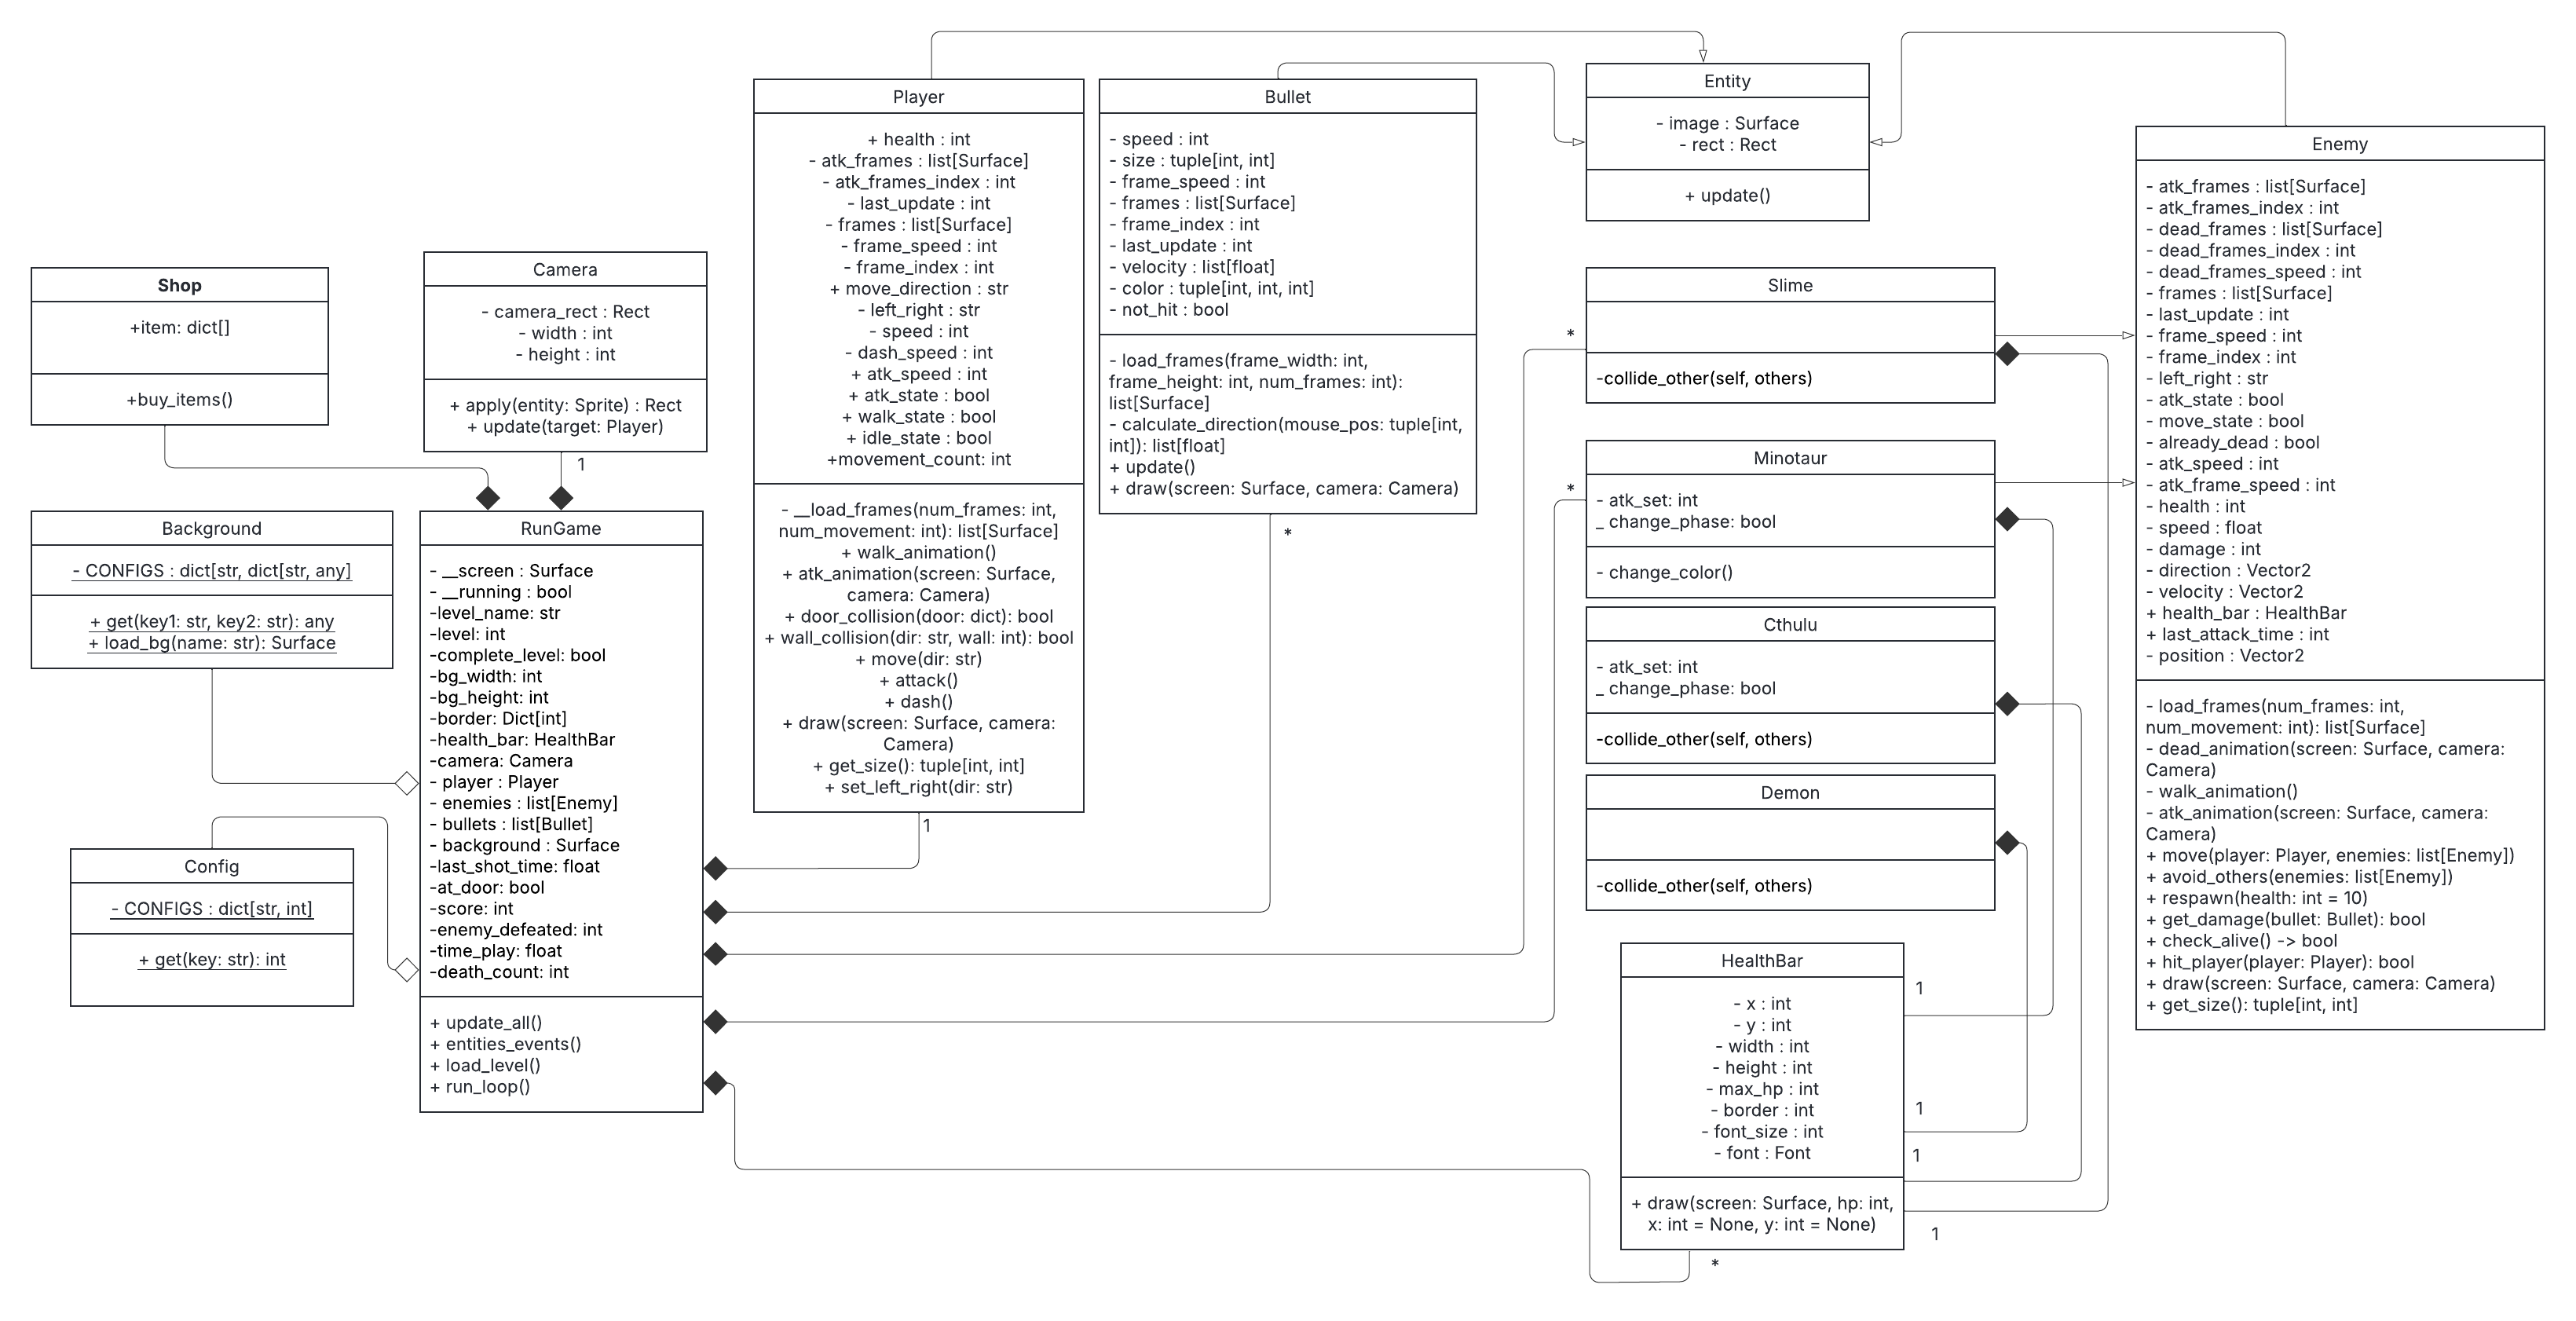 Shop
+item: dict[]
+buy_items()
Camera
- camera_rect : Rect
- width : int
- height : int
+ apply(entity: Sprite) : Rect
+ update(target: Player)
1
Background
- CONFIGS : dict[str, dict[str, any]
+ get(key1: str, key2: str): any
+ load_bg(name: str): Surface
Config
- CONFIGS : dict[str, int]
+ get(key: str): int
RunGame
- __screen : Surface
- __running : bool
-level_name: str
-level: int
-complete_level: bool
-bg_width: int
-bg_height: int
-border: Dict[int]
-health_bar: HealthBar
-camera: Camera
- player : Player
- enemies : list[Enemy]
- bullets : list[Bullet]
- background : Surface
-last_shot_time: float
-at_door: bool
-score: int
-enemy_defeated: int
-time_play: float
-death_count: int
+ update_all()
+ entities_events()
+ load_level()
+ run_loop()
Player
+ health : int
- atk_frames : list[Surface]
- atk_frames_index : int
- last_update : int
- frames : list[Surface]
- frame_speed : int
- frame_index : int
+ move_direction : str
- left_right : str
- speed : int
- dash_speed : int
+ atk_speed : int
+ atk_state : bool
+ walk_state : bool
+ idle_state : bool
+movement_count: int
- __load_frames(num_frames: int,
num_movement: int): list[Surface]
+ walk_animation()
+ atk_animation(screen: Surface,
camera: Camera)
+ door_collision(door: dict): bool
+ wall_collision(dir: str, wall: int): bool
+ move(dir: str)
+ attack()
+ dash()
+ draw(screen: Surface, camera:
Camera)
+ get_size(): tuple[int, int]
+ set_left_right(dir: str)
1
Bullet
- speed : int
- size : tuple[int, int]
- frame_speed : int
- frames : list[Surface]
- frame_index : int
- last_update : int
- velocity : list[float]
- color : tuple[int, int, int]
- not_hit : bool
- load_frames(frame_width: int,
frame_height: int, num_frames: int):
list[Surface]
- calculate_direction(mouse_pos: tuple[int,
int]): list[float]
+ update()
+ draw(screen: Surface, camera: Camera)
*
Entity
- image : Surface
- rect : Rect
+ update()
Slime
-collide_other(self, others)
*
Minotaur
- atk_set: int
_ change_phase: bool
- change_color()
*
Cthulu
- atk_set: int
_ change_phase: bool
-collide_other(self, others)
Demon
-collide_other(self, others)
HealthBar
- x : int
- y : int
- width : int
- height : int
- max_hp : int
- border : int
- font_size : int
- font : Font
+ draw(screen: Surface, hp: int,
x: int = None, y: int = None)
1
1
1
1
*
Enemy
- atk_frames : list[Surface]
- atk_frames_index : int
- dead_frames : list[Surface]
- dead_frames_index : int
- dead_frames_speed : int
- frames : list[Surface]
- last_update : int
- frame_speed : int
- frame_index : int
- left_right : str
- atk_state : bool
- move_state : bool
- already_dead : bool
- atk_speed : int
- atk_frame_speed : int
- health : int
- speed : float
- damage : int
- direction : Vector2
- velocity : Vector2
+ health_bar : HealthBar
+ last_attack_time : int
- position : Vector2
- load_frames(num_frames: int,
num_movement: int): list[Surface]
- dead_animation(screen: Surface, camera:
Camera)
- walk_animation()
- atk_animation(screen: Surface, camera:
Camera)
+ move(player: Player, enemies: list[Enemy])
+ avoid_others(enemies: list[Enemy])
+ respawn(health: int = 10)
+ get_damage(bullet: Bullet): bool
+ check_alive() -> bool
+ hit_player(player: Player): bool
+ draw(screen: Surface, camera: Camera)
+ get_size(): tuple[int, int]